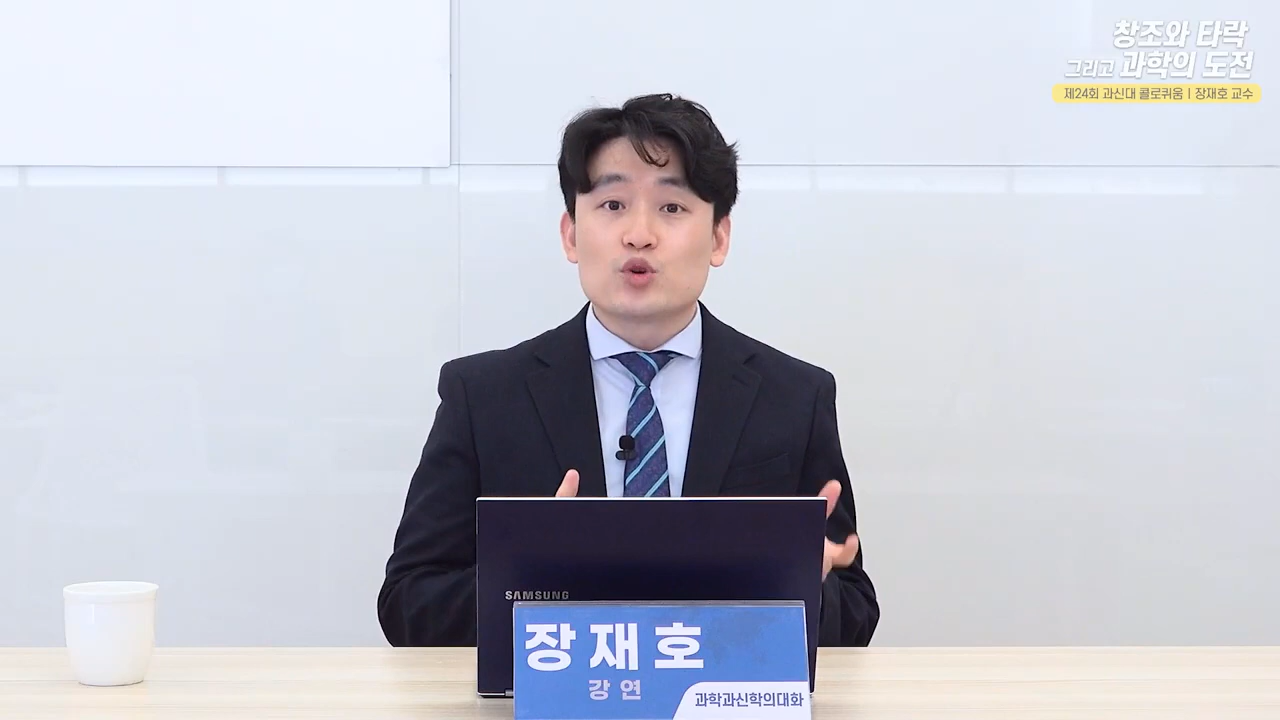 창조와 타락
그리고 과학의 도전
제24회 과신대 콜로퀴움 | 장재호 교수
SAMSUNG
장재호
강연
과학과신학의대화